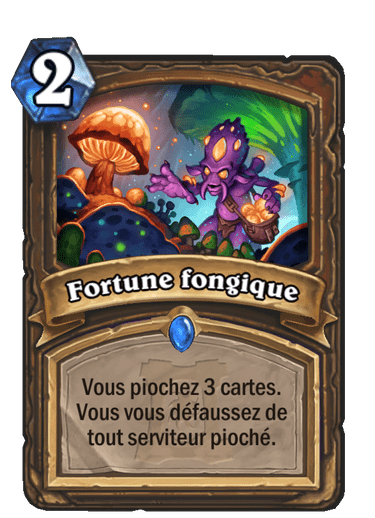 2
Fortune fongique
Vous piochez 3 cartes.
Vous vous défaussez de
tout serviteur pioché.